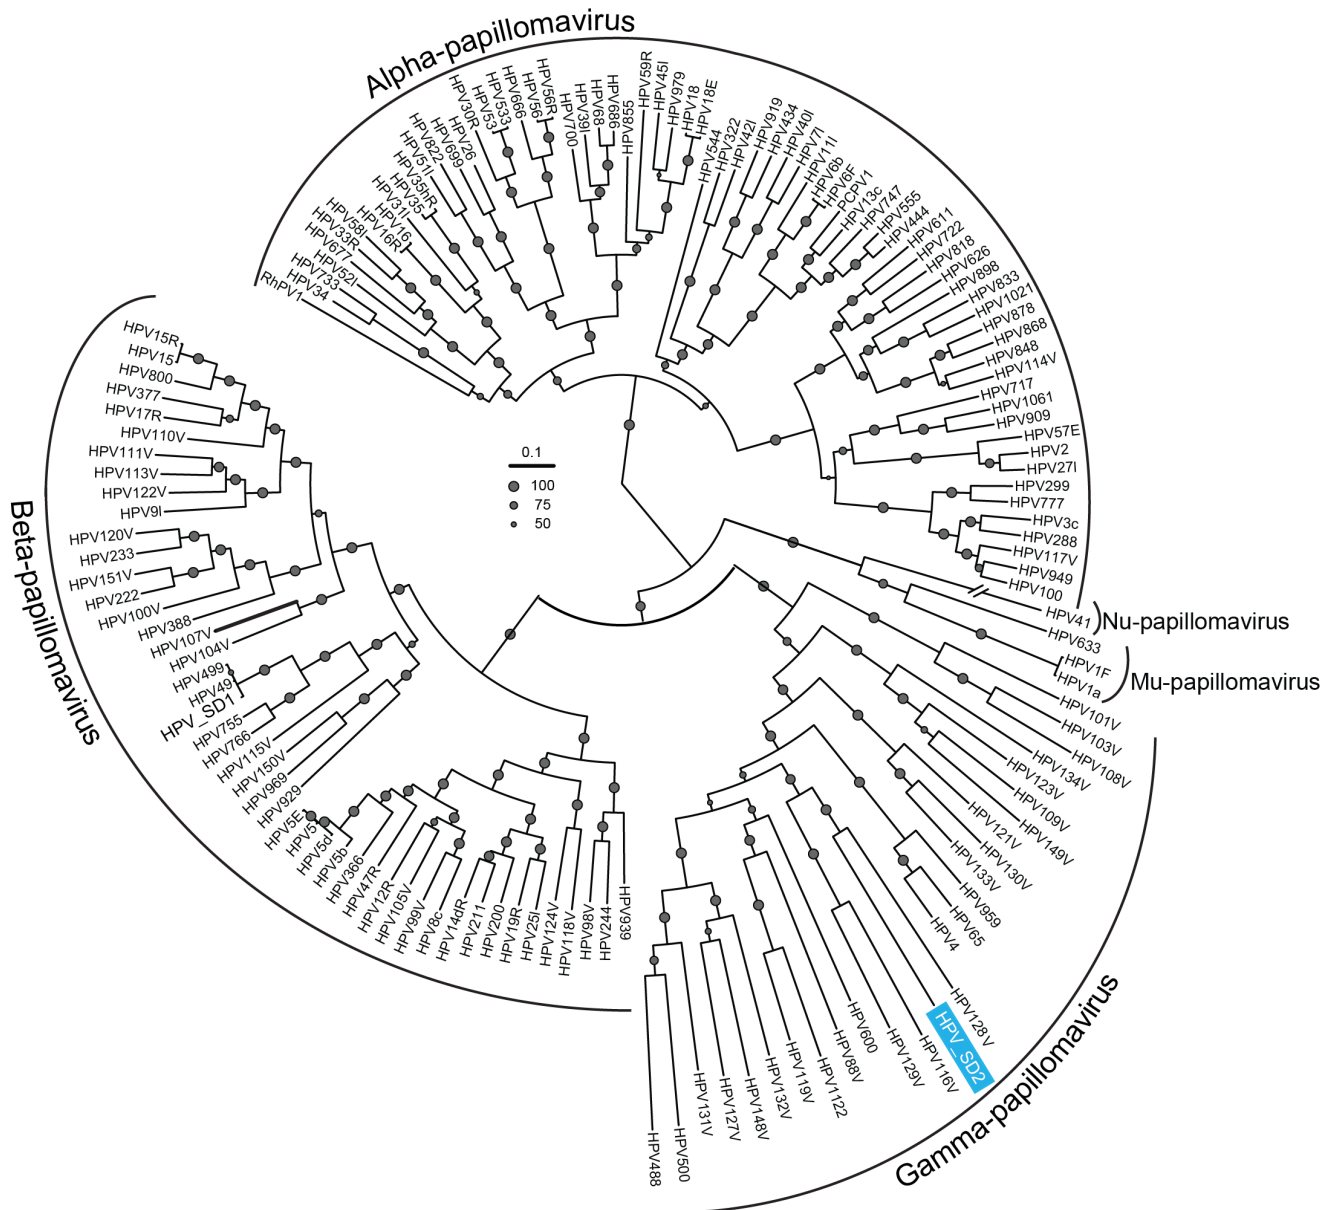 Alpha-papillomavirus
RhPV1
HPV34
HPV733
HPV52I
HPV677
HPV33R
HPV58I
HPV16R
HPV16
HPV31I
HPV35
HPV35hR
HPV51I
HPV822
HPV699
HPV26
HPV30R
HPV53
HPV533
HPV666
HPV56
HPV56R
HPV700
HPV39I
HPV68
HPV686
HPV855
HPV59R
HPV45I
HPV979
HPV18
HPV18E
HPV544
HPV322
HPV42I
HPV919
HPV434
HPV40I
HPV7I
HPV11I
HPV6b
HPV6F
PCPV1
HPV13c
HPV747
HPV555
HPV444
HPV611
HPV722
HPV818
HPV626
HPV898
HPV833
HPV1021
HPV878
HPV868
HPV848
HPV114V
HPV717
HPV1061
HPV909
HPV57E
HPV2
HPV27I
HPV299
HPV777
HPV3c
HPV288
HPV117V
HPV949
HPV100
HPV41
Nu-papillomavirus
HPV633
HPV1F
HPV1a
Mu-papillomavirus
HPV101V
HPV103V
HPV108V
HPV134V
HPV123V
HPV109V
HPV149V
HPV121V
HPV130V
HPV133V
HPV959
HPV65
HPV4
HPV128V
HPV_SD2
HPV116V
HPV129V
HPV600
HPV88V
HPV1122
HPV119V
HPV132V
HPV148V
HPV127V
HPV131V
HPV500
HPV488
Gamma-papillomavirus
0.1
100
75
50
Beta-papillomavirus
HPV15R
HPV15
HPV800
HPV377
HPV17R
HPV110V
HPV111V
HPV113V
HPV122V
HPV9I
HPV120V
HPV233
HPV151V
HPV222
HPV100V
HPV388
HPV107V
HPV104V
HPV499
HPV49
HPV_SD1
HPV755
HPV766
HPV115V
HPV150V
HPV969
HPV929
HPV5E
HPV5
HPV5d
HPV5b
HPV366
HPV47R
HPV12R
HPV105V
HPV99V
HPV8c
HPV14dR
HPV211
HPV200
HPV19R
HPV25I
HPV124V
HPV118V
HPV98V
HPV244
HPV939